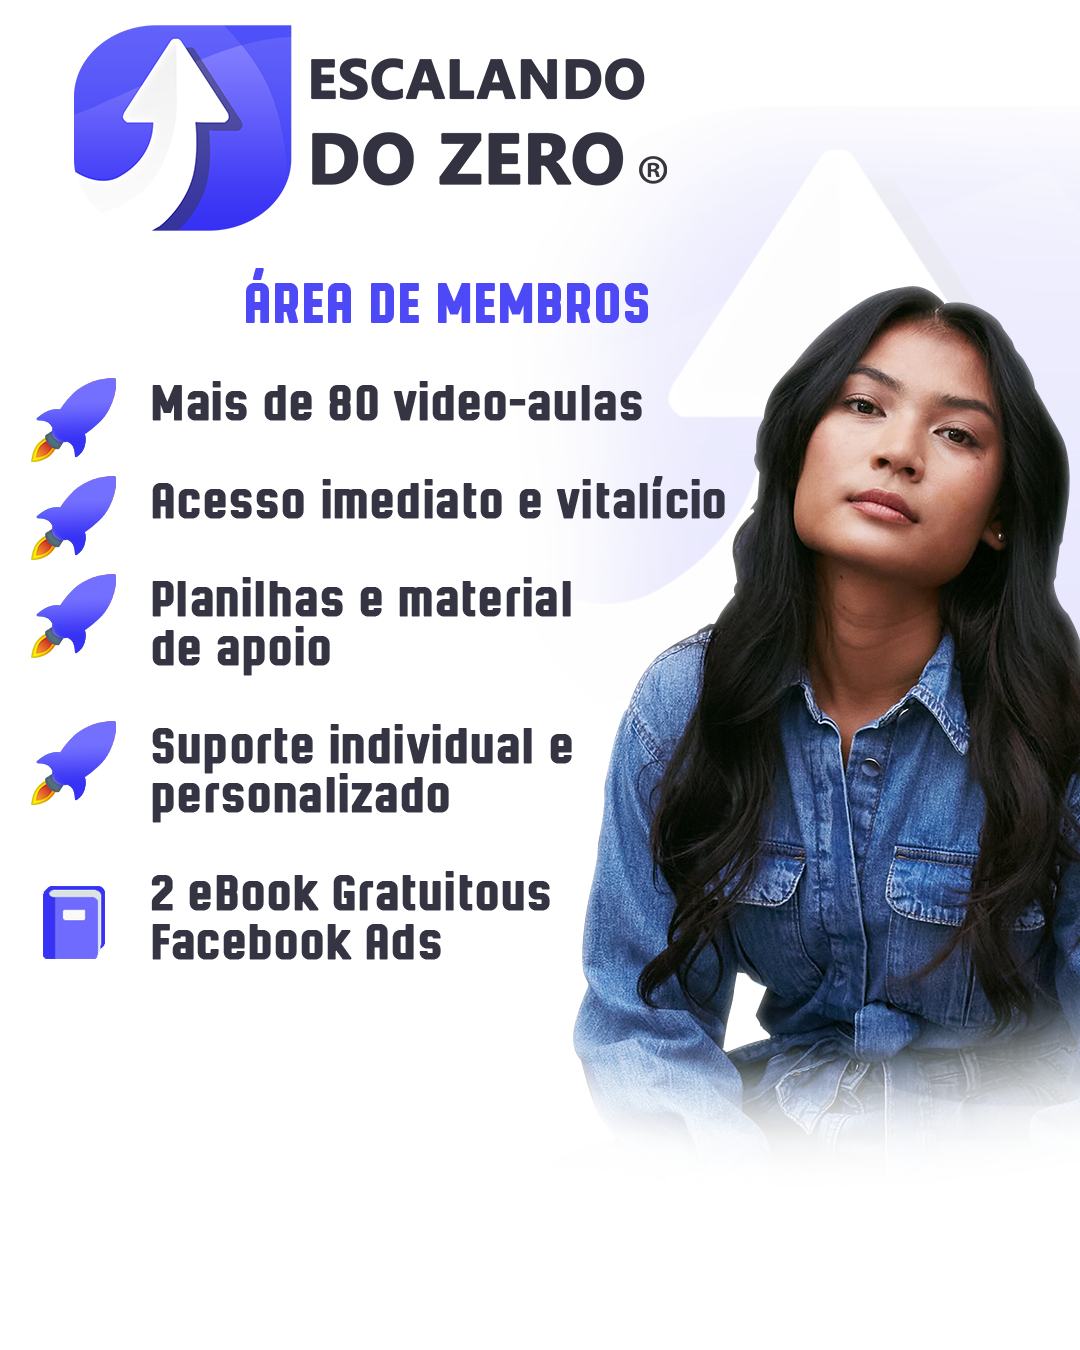 ESCALANDO
DO ZERO ®
ÁREA DE MEMBROS
Mais de 80 video-aulas
Acesso imediato e vitalício
Planilhas e material
de apoio
Suporte individual e
personalizado
2 eBook Gratuitous
Facebook Ads